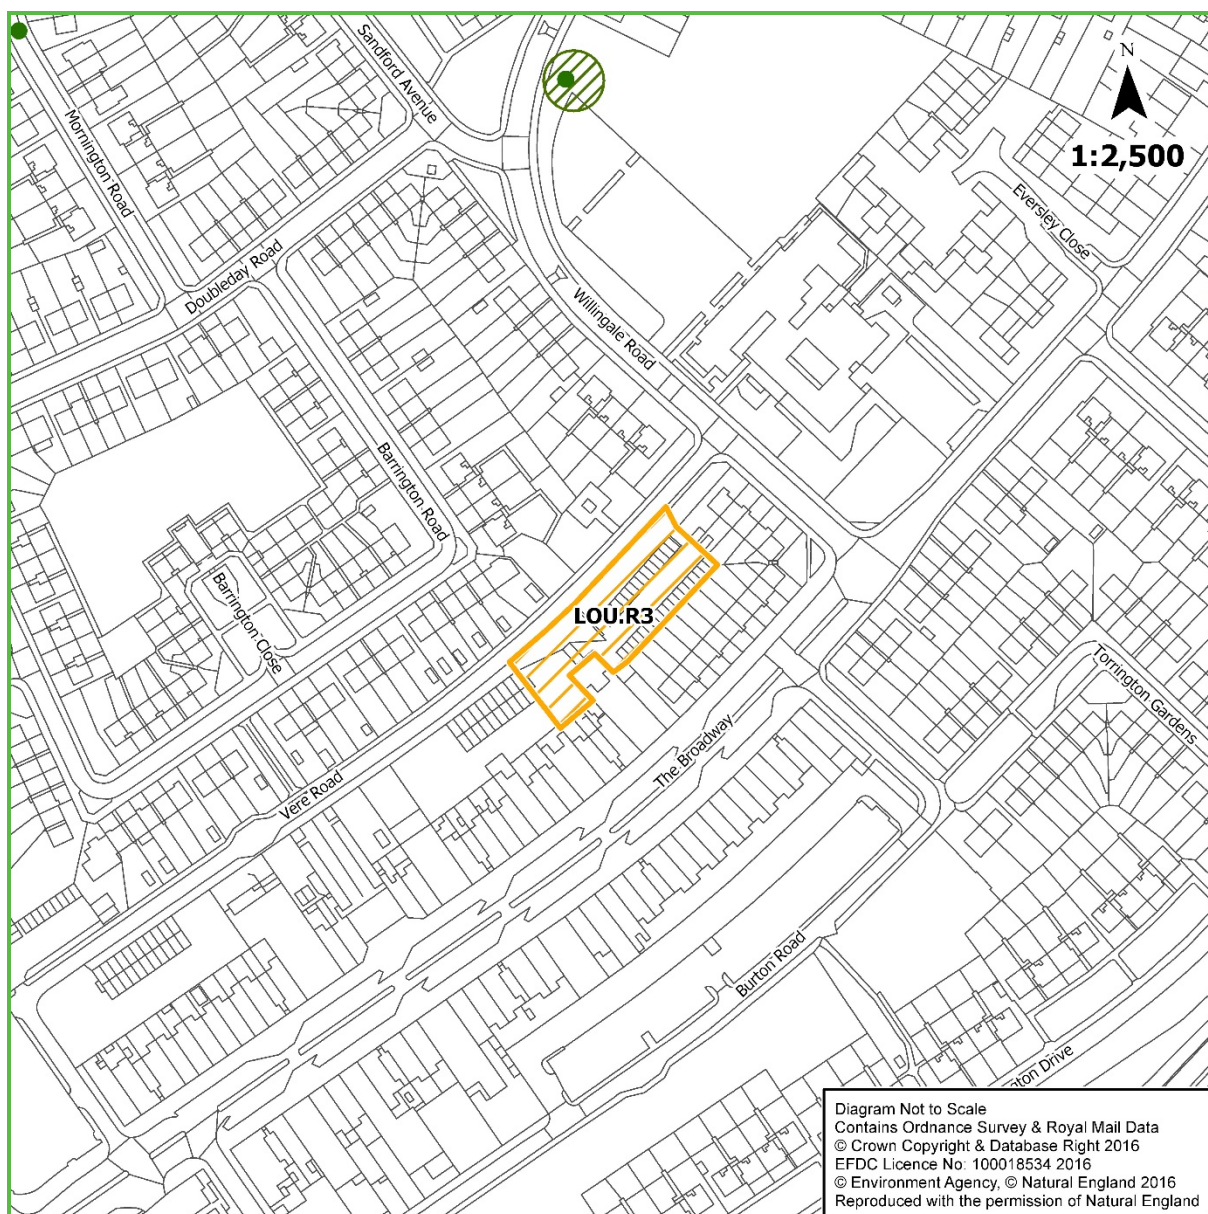 Sandford Avenue
N
1:2,500
Mornington Road
Eversley Close
Doubleday Road
Willingale Road
Barrington Road
Barrington Close
LOU.R3
Torrington Gardens
The Broadway
Vere Road
Burton Road
gton Drive
Diagram Not to Scale
Contains Ordnance Survey & Royal Mail Data
© Crown Copyright & Database Right 2016
EFDC Licence No: 100018534 2016
© Environment Agency, © Natural England 2016
Reproduced with the permission of Natural England